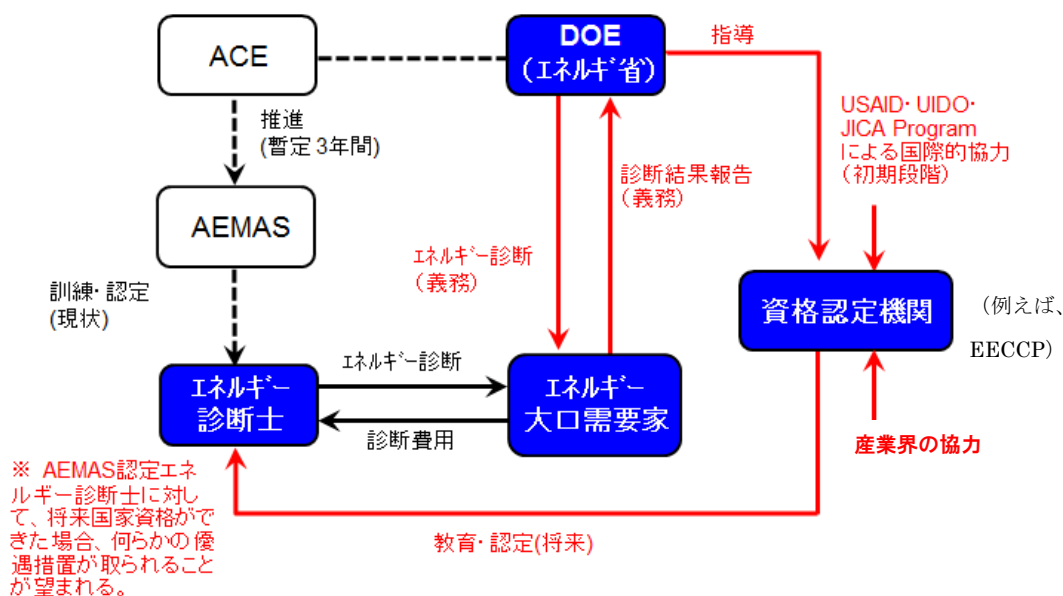 ACE
DOE
(ｴﾈﾙｷﾞ省)
指導
推進
(暫定3年間)
USAID･UIDO･
JICA Program
による国際的協力
(初期段階)
診断結果報告
(義務)
AEMAS
ｴﾈﾙｷﾞｰ診断
(義務)
訓練･認定
(現状)
資格認定機関
（例えば、
EECCP）
ｴﾈﾙｷﾞｰ
診断士
ｴﾈﾙｷﾞｰ診断
診断費用
ｴﾈﾙｷﾞｰ
大口需要家
産業界の協力
※ AEMAS認定エネ
ルギー診断士に対し
て、将来国家資格がで
きた場合、何らかの優
遇措置が取られること
が望まれる。
教育･認定(将来)